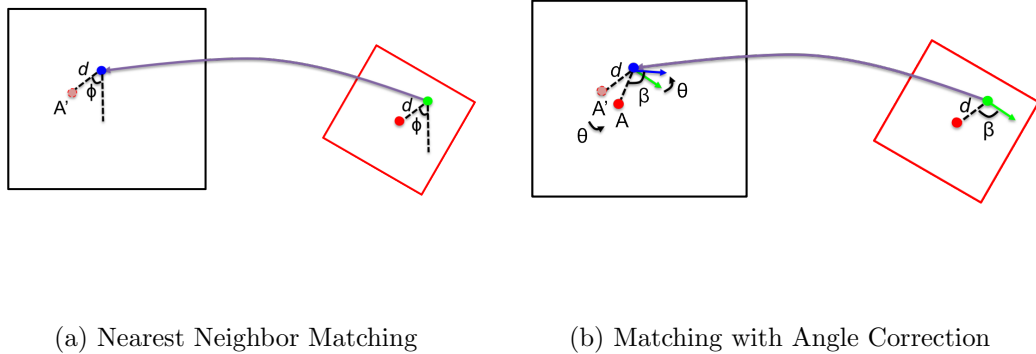 d
ϕ
A'
d
ϕ
d
β
θ
A'
A
θ
d
β
(a) Nearest Neighbor Matching
(b) Matching with Angle Correction